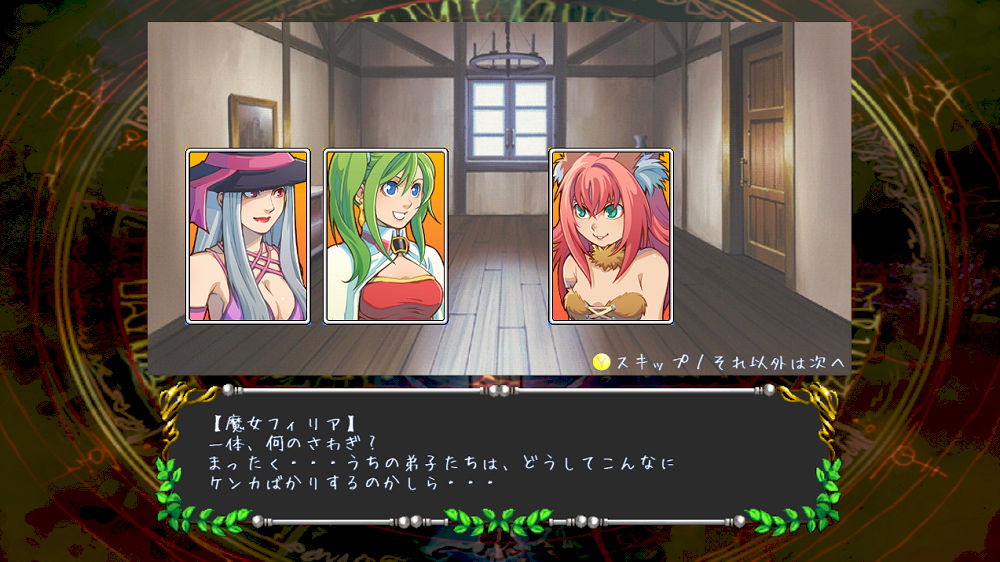 Yスキップ/それ以外は次へ
【魔女フィリア】
一体、何のさわぎ?
まったく・・・うちの弟子たちは、どうしてこんなに
ケンカばかりするのかしら・・・